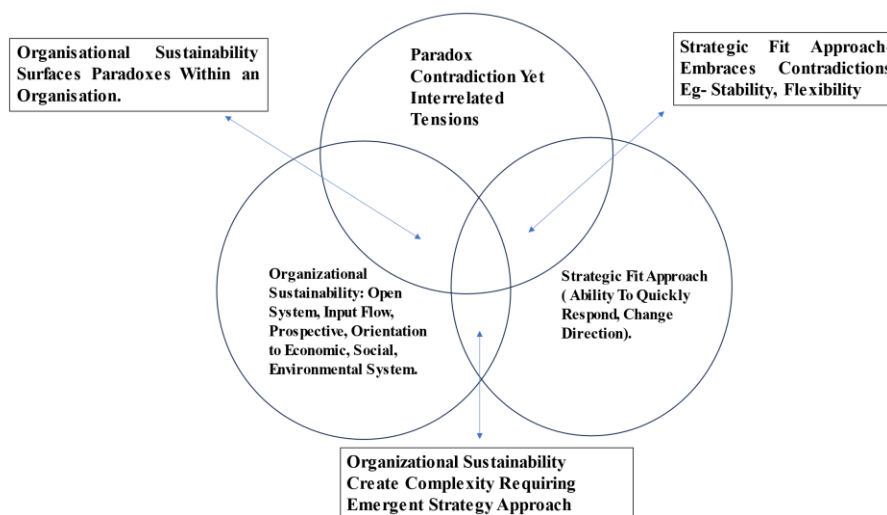 Organisational Sustainability
Surfaces Paradoxes Within an
Organisation.
Paradox
Contradiction Yet
Interrelated
Tensions
Strategic Fit Approach-
Embraces Contradictions
Eg- Stability, Flexibility
Organizational
Sustainability: Open
System, Input Flow,
Prospective, Orientation
to Economic, Social,
Environmental System.
Strategic Fit Approach
( Ability To Quickly
Respond, Change
Direction).
Organizational Sustainability
Create Complexity Requiring
Emergent Strategy Approach